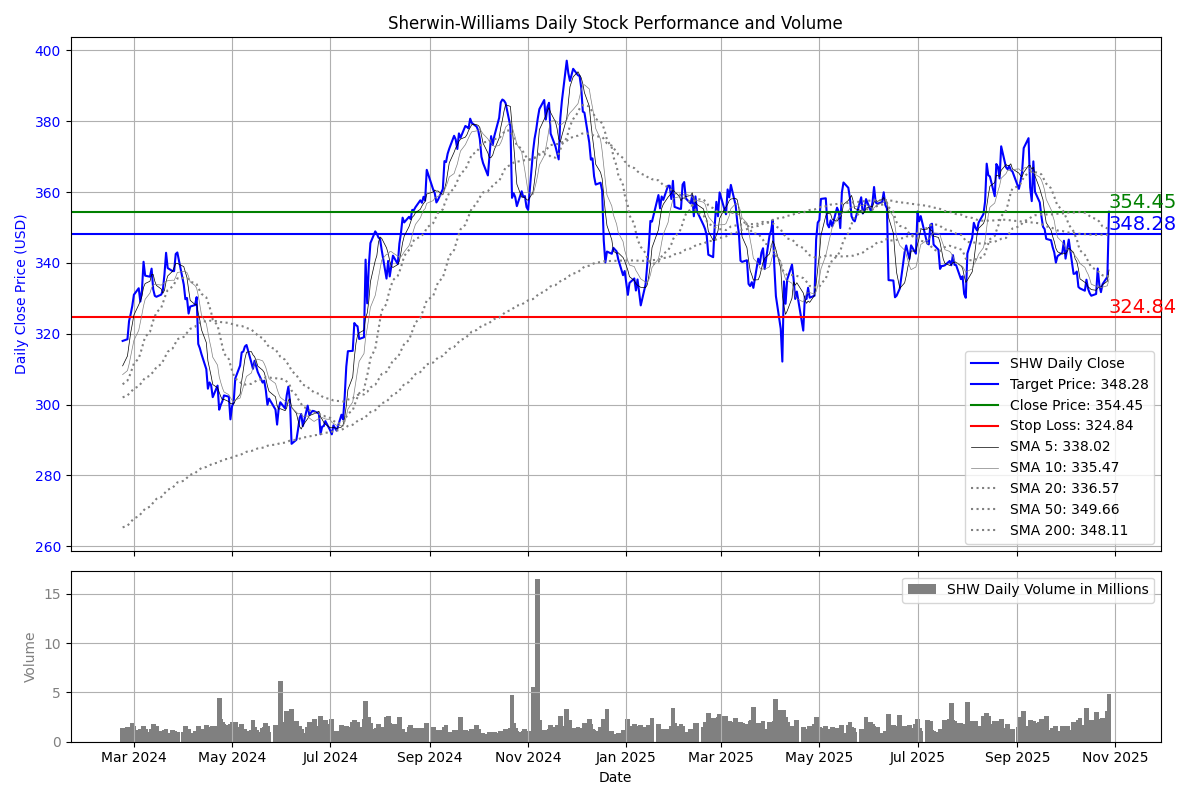 Sherwin-Williams Daily Stock Performance and Volume
400
380
360
340
320
300
280
260
Daily Close Price (USD)
354.45
348.28
324.84
SHW Daily Close
Target Price: 348.28
Close Price: 354.45
Stop Loss: 324.84
SMA 5: 338.02
SMA 10: 335.47
SMA 20: 336.57
SMA 50: 349.66
SMA 200: 348.11
15
10
5
0
Volume
SHW Daily Volume in Millions
Mar 2024 May 2024 Jul 2024 Sep 2024 Nov 2024 Jan 2025 Mar 2025 May 2025 Jul 2025 Sep 2025 Nov 2025
Date